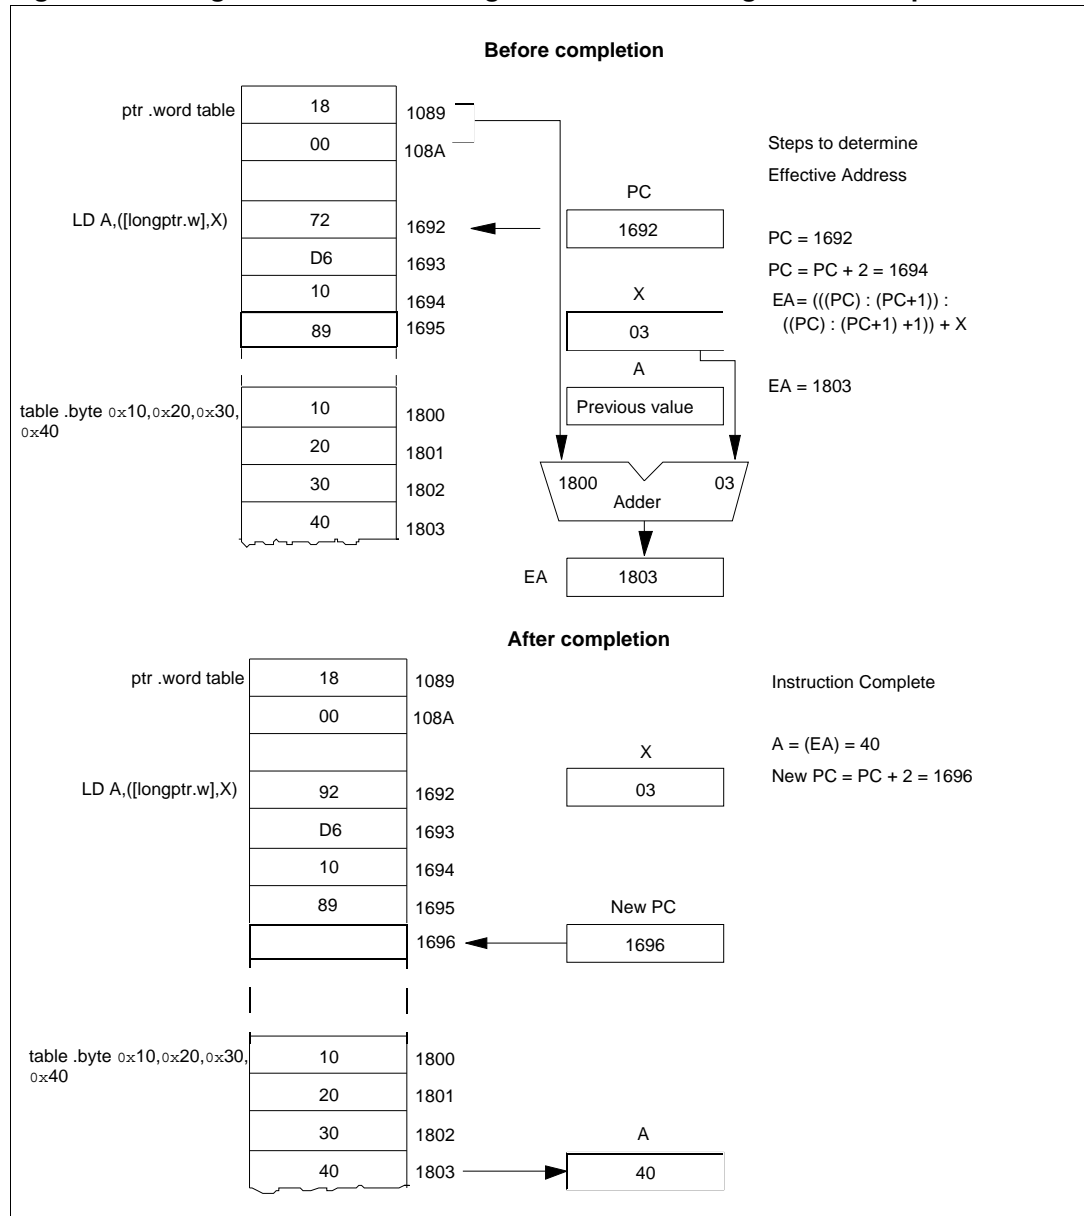 Before completion
ptr .word table
18
1089
00
108A
Steps to determine
Effective Address
PC
LD A,([longptr.w],X)
72
1692
1692
PC = 1692
D6
1693
PC = PC + 2 = 1694
10
1694
X
EA = (((PC) : (PC+1)) :
89
1695
03
((PC) : (PC+1) +1)) + X
A
EA = 1803
table .byte 0x10,0x20,0x30,
0x40
10
1800
Previous value
20
1801
30
1802
1800
03
Adder
40
1803
EA
1803
After completion
ptr .word table
18
1089
Instruction Complete
00
108A
A = (EA) = 40
X
New PC = PC + 2 = 1696
LD A,([longptr.w],X)
92
1692
03
D6
1693
10
1694
89
1695
New PC
1696
1696
table .byte 0x10,0x20,0x30,
0x40
10
1800
20
1801
30
1802
A
40
1803
40